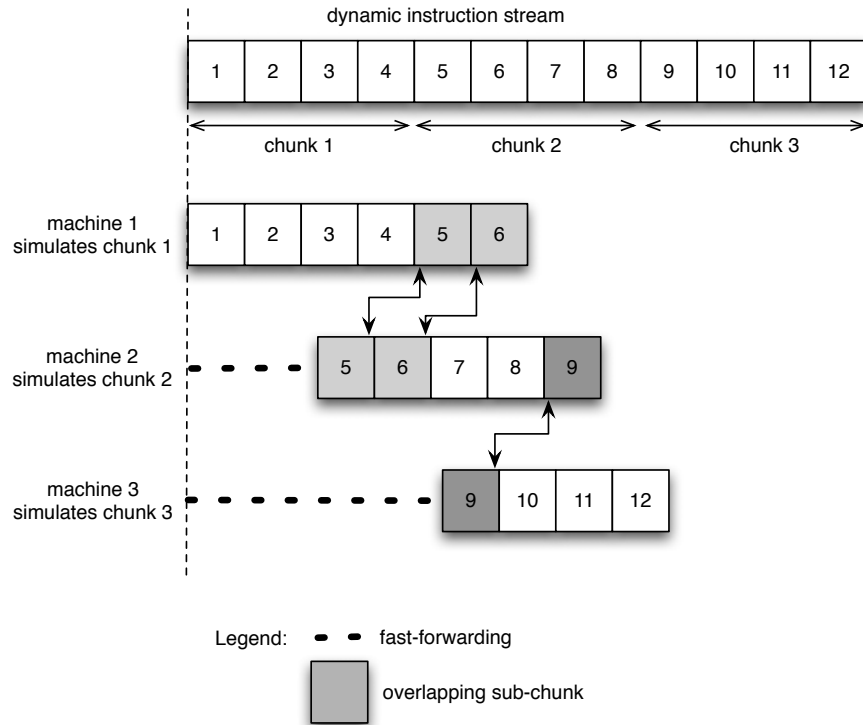 dynamic instruction stream
1 2 3 4 5 6 7 8 9 10 11 12
chunk 1 chunk 2 chunk 3
machine 1
simulates chunk 1
1 2 3 4 5 6
machine 2
simulates chunk 2
5 6 7 8 9
machine 3
simulates chunk 3
9 10 11 12
Legend: fast-forwarding
overlapping sub-chunk